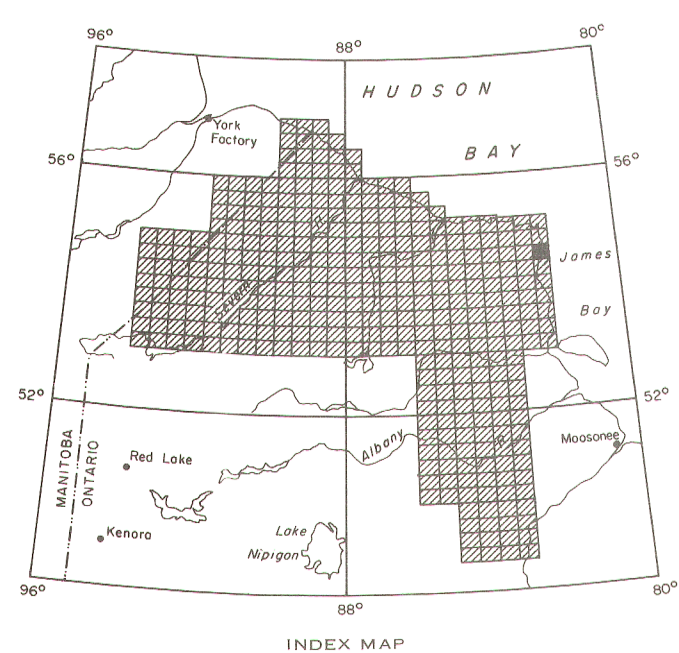 96°
88°
80°
HUDSON
BAY
York
Factory
56°
56°
James
Bay
Severn
R.
52°
52°
Albany
R.
Moosonee
MANITOBA
ONTARIO
Red Lake
Kenora
Lake
Nipigon
96°
88°
80°
INDEX MAP